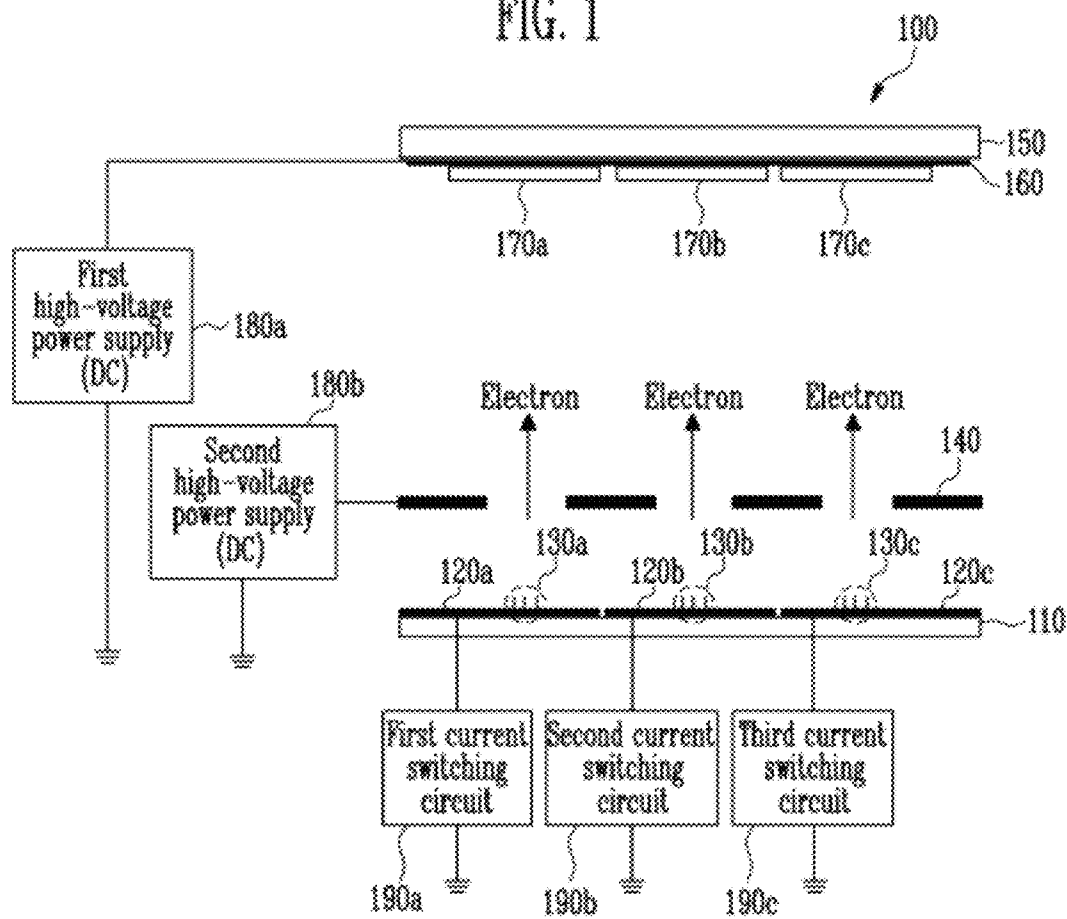 FIG. 1
100
150
160
170a
170b
170c
First
high-voltage
power supply
(DC)
180a
180b
Second
high-voltage
power supply
(DC)
Electron
Electron
Electron
140
130a
130b
130c
120a
120b
120c
110
First current
switching
circuit
Second current
switching
circuit
Third current
switching
circuit
190a
190b
190c